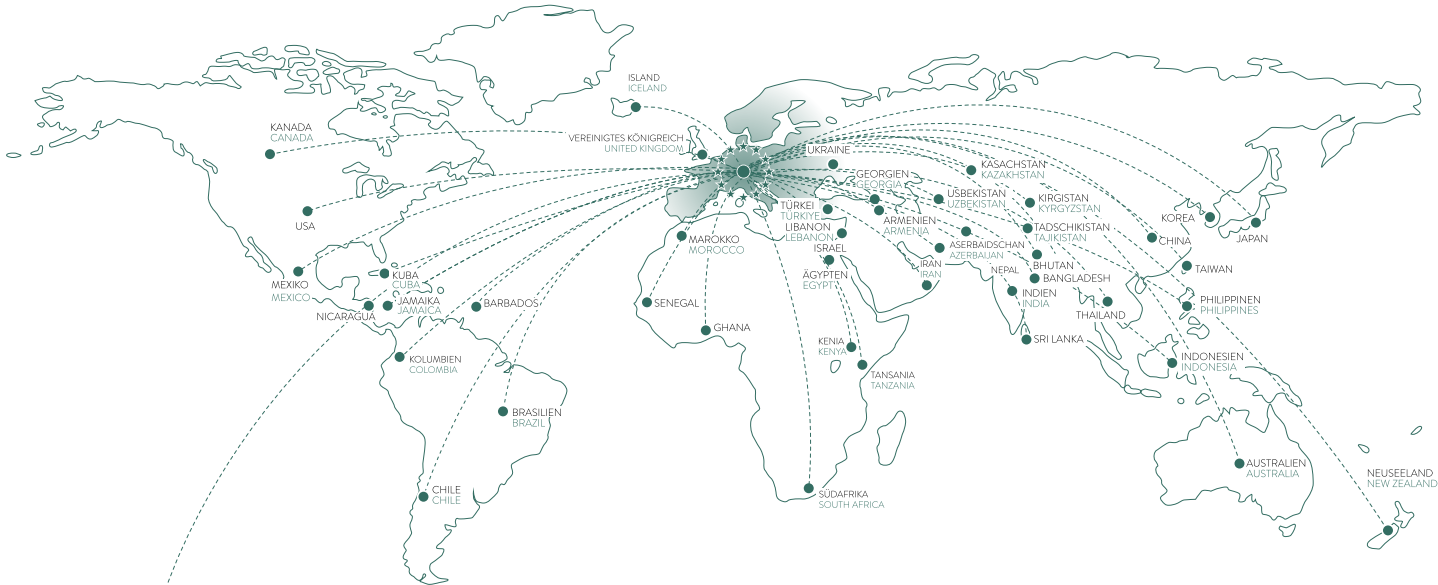 ISLAND
ICELAND
KANADA
CANADA
VEREINIGTES KÖNIGREICH
UNITED KINGDOM
UKRAINE
KASACHSTAN
KAZAKHSTAN
GEORGIEN
GEORGIA
USBEKISTAN
UZBEKISTAN
KIRGISTAN
KYRGYZSTAN
TÜRKEI
TÜRKIYE
LIBANON
LEBANON
ISRAEL
ARMENIEN
ARMENIA
TADSCHIKISTAN
TAJIKISTAN
KOREA
JAPAN
CHINA
USA
MAROKKO
MOROCCO
ASERBAIDSCHAN
AZERBAIJAN
IRAN
IRAN
NEPAL
BHUTAN
BANGLADESH
TAIWAN
ÄGYPTEN
EGYPT
MEXIKO
MEXICO
KUBA
CUBA
JAMAIKA
JAMAICA
NICARAGUA
BARBADOS
SENEGAL
GHANA
INDIEN
INDIA
THAILAND
PHILIPPINEN
PHILIPPINES
SRI LANKA
KENIA
KENYA
KOLUMBIEN
COLOMBIA
TANSANIA
TANZANIA
INDONESIEN
INDONESIA
BRASILIEN
BRAZIL
AUSTRALIEN
AUSTRALIA
NEUSEELAND
NEW ZEALAND
CHILE
CHILE
SÜDAFRIKA
SOUTH AFRICA